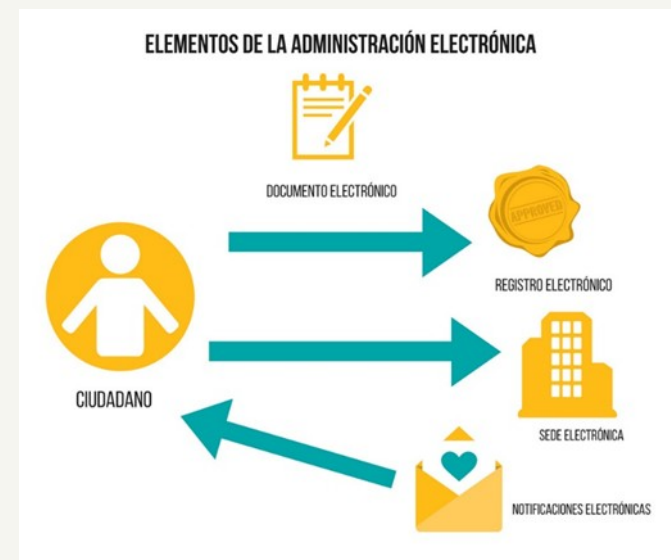 ELEMENTOS DE LA ADMINISTRACIÓN ELECTRÓNICA
DOCUMENTO ELECTRÓNICO
APPROVED
REGISTRO ELECTRÓNICO
CIUDADANO
SEDE ELECTRÓNICA
NOTIFICACIONES ELECTRÓNICAS